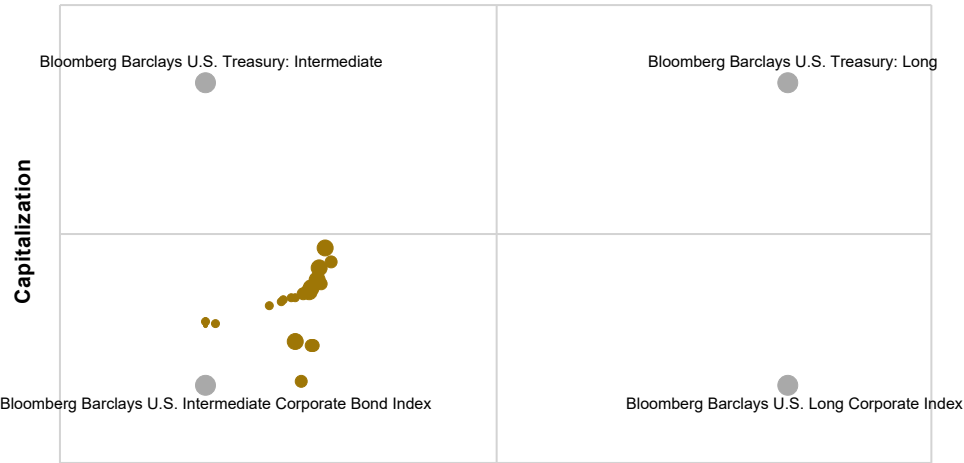 Bloomberg Barclays U.S. Treasury: Intermediate
Bloomberg Barclays U.S. Treasury: Long
Capitalization
Bloomberg Barclays U.S. Intermediate Corporate Bond Index
Bloomberg Barclays U.S. Long Corporate Index